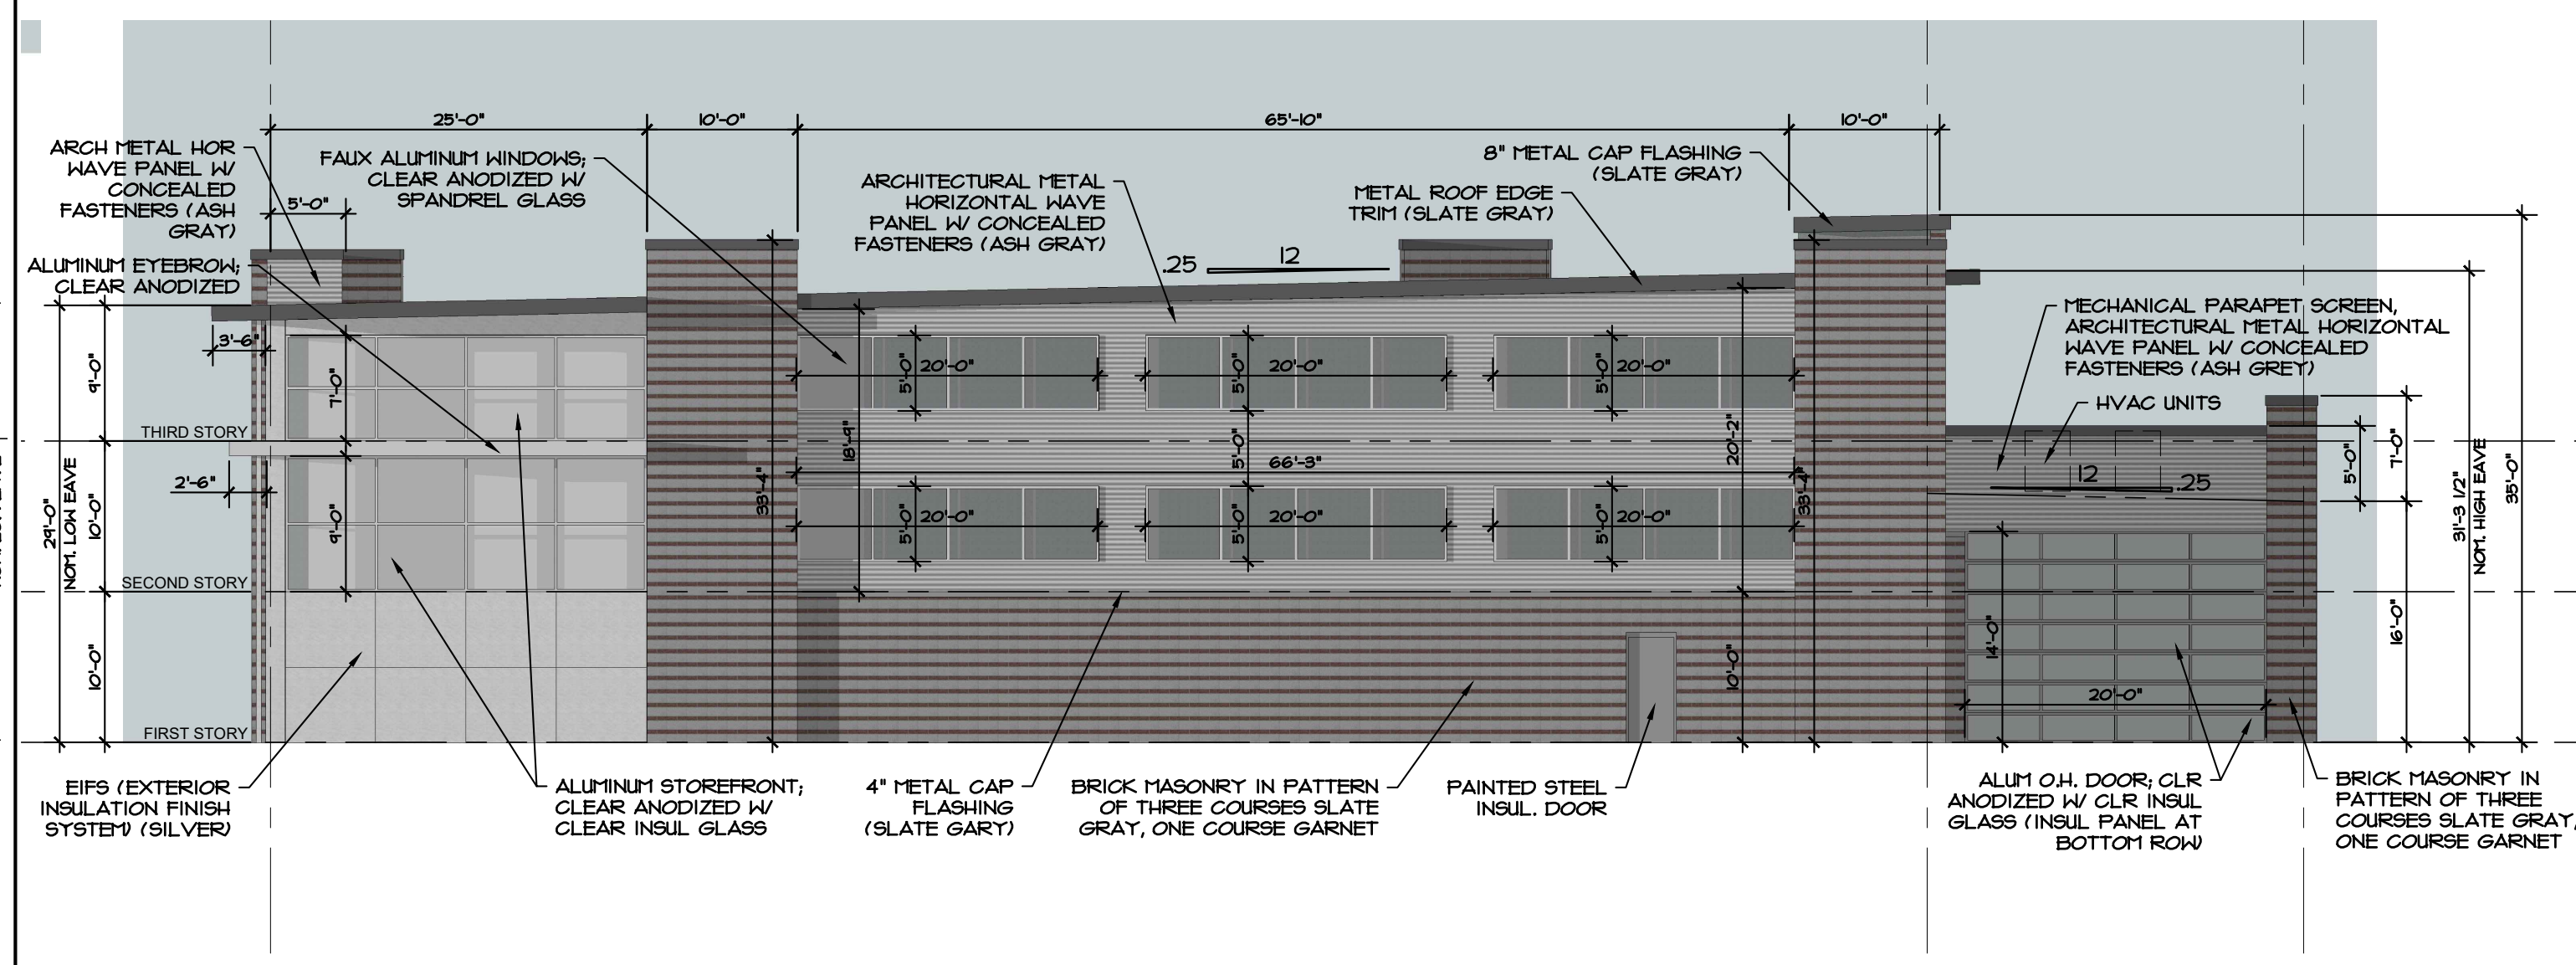 25'-0"
10'-0"
65'-10"
10'-0"
ARCH METAL HOR
WAVE PANEL W/
CONCEALED
FASTENERS (ASH
GRAY)
5'-0"
FAUX ALUMINUM WINDOWS;
CLEAR ANODIZED W/
SPANDREL GLASS
ARCHITECTURAL METAL
HORIZONTAL WAVE
PANEL W/ CONCEALED
FASTENERS (ASH GRAY)
8" METAL CAP FLASHING
(SLATE GRAY)
METAL ROOF EDGE
TRIM (SLATE GRAY)
ALUMINUM EYEBROW;
CLEAR ANODIZED
.25
12
MECHANICAL PARAPET SCREEN,
ARCHITECTURAL METAL HORIZONTAL
WAVE PANEL W/ CONCEALED
FASTENERS (ASH GREY)
HVAC UNITS
3'-6"
9'-0"
7'-0"
5'-0"
20'-0"
5'-0"
20'-0"
5'-0"
20'-0"
THIRD STORY
18'-9"
5'-0"
66'-3"
20'-2"
33'-4"
33'-4"
12
.25
5'-0"
7'-0"
2'-6"
29'-0"
NOM. LOW EAVE
10'-0"
9'-0"
5'-0"
20'-0"
5'-0"
20'-0"
5'-0"
20'-0"
31'-3 1/2"
NOM. HIGH EAVE
35'-0"
SECOND STORY
10'-0"
10'-0"
14'-0"
16'-0"
20'-0"
FIRST STORY
EIFS (EXTERIOR
INSULATION FINISH
SYSTEM) (SILVER)
ALUMINUM STOREFRONT;
CLEAR ANODIZED W/
CLEAR INSUL GLASS
4" METAL CAP
FLASHING
(SLATE GARY)
BRICK MASONRY IN PATTERN
OF THREE COURSES SLATE
GRAY, ONE COURSE GARNET
PAINTED STEEL
INSUL. DOOR
ALUM O.H. DOOR; CLR
ANODIZED W/ CLR INSUL
GLASS (INSUL PANEL AT
BOTTOM ROW)
BRICK MASONRY IN
PATTERN OF THREE
COURSES SLATE GRAY,
ONE COURSE GARNET